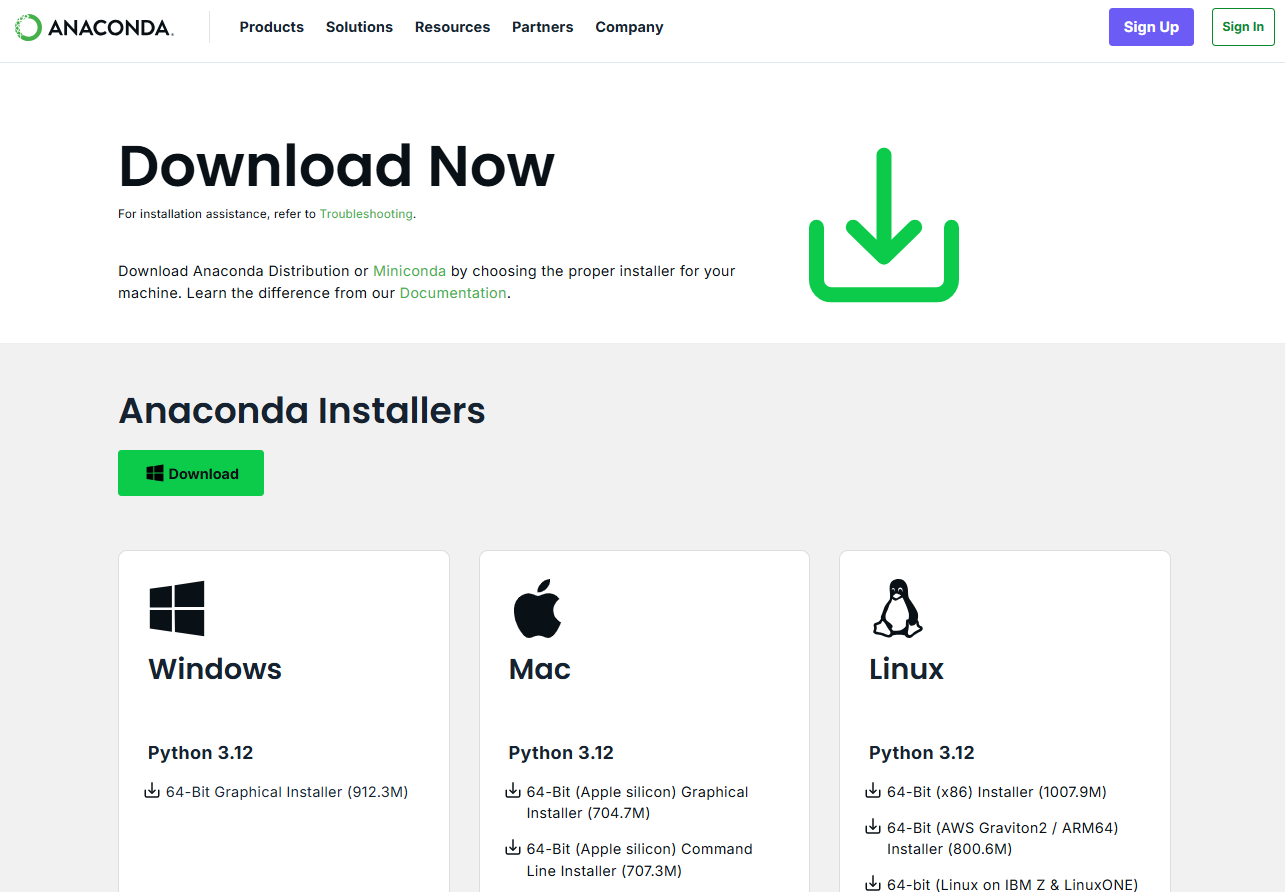 ANACONDA.
Products Solutions Resources Partners Company
Sign Up
Sign In
Download Now
For installation assistance, refer to Troubleshooting.
Download Anaconda Distribution or Miniconda by choosing the proper installer for your
machine. Learn the difference from our Documentation.
Anaconda Installers
Download
Windows
Python 3.12
64-Bit Graphical Installer (912.3M)
Mac
Python 3.12
64-Bit (Apple silicon) Graphical
Installer (704.7M)
64-Bit (Apple silicon) Command
Line Installer (707.3M)
Linux
Python 3.12
64-Bit (x86) Installer (1007.9M)
64-Bit (AWS Graviton2 / ARM64)
Installer (800.6M)
64-bit (Linux on IBM Z & LinuxONE)